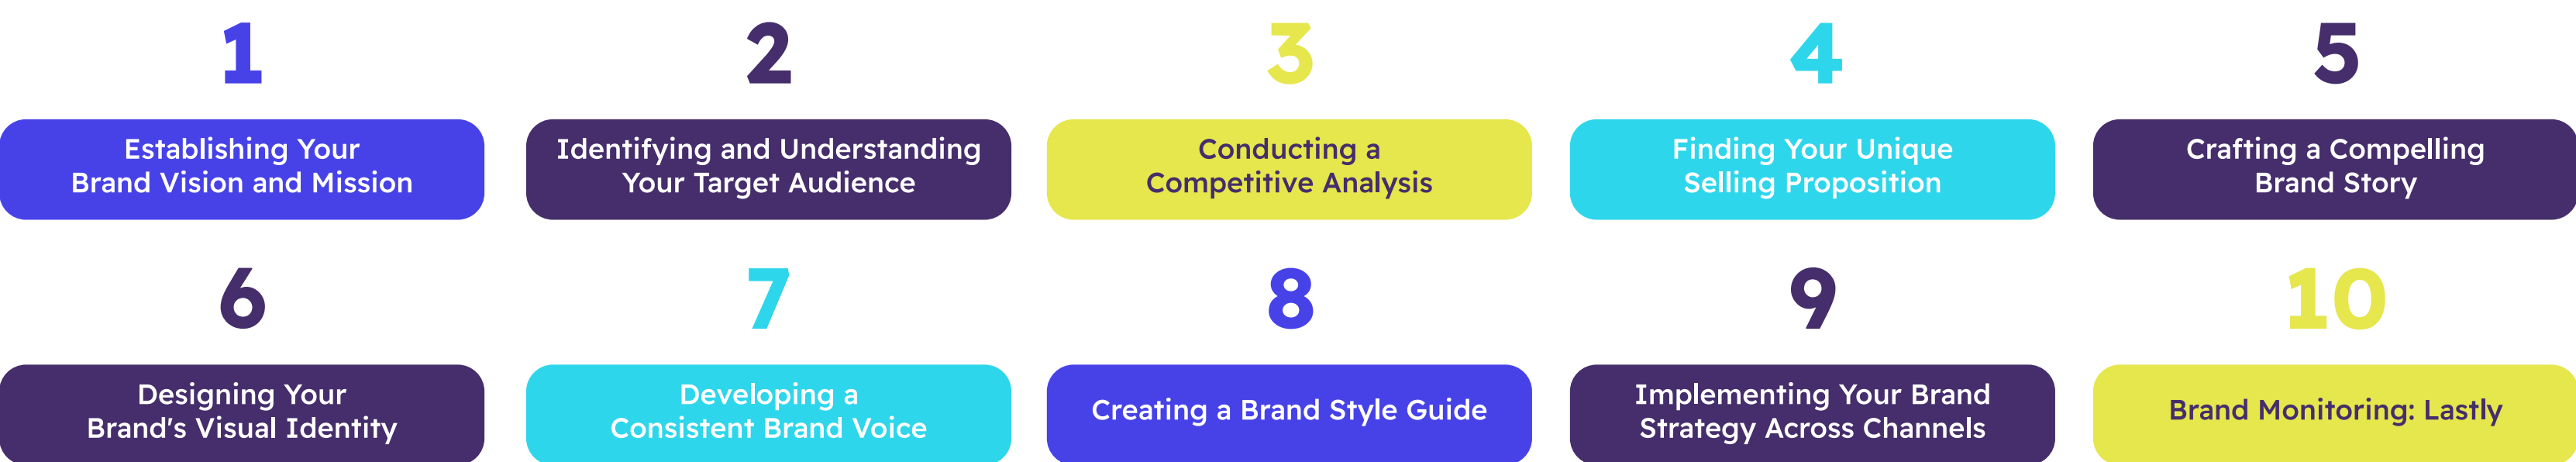 1
2
3
4
5
Establishing Your
Brand Vision and Mission
Identifying and Understanding
Your Target Audience
Conducting a
Competitive Analysis
Finding Your Unique
Selling Proposition
Crafting a Compelling
Brand Story
6
7
8
9
10
Designing Your
Brand's Visual Identity
Developing a
Consistent Brand Voice
Creating a Brand Style Guide
Implementing Your Brand
Strategy Across Channels
Brand Monitoring: Lastly